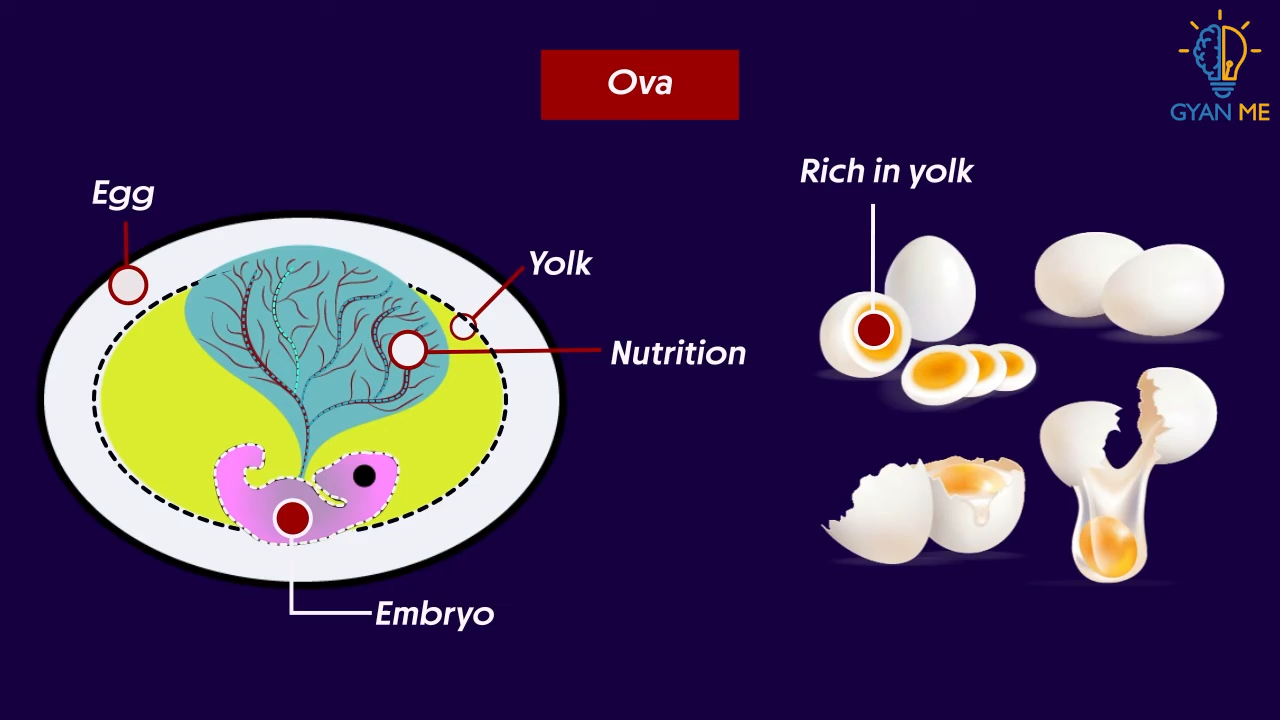 Ova
GYAN ME
Rich in yolk
Egg
Yolk
Nutrition
Embryo